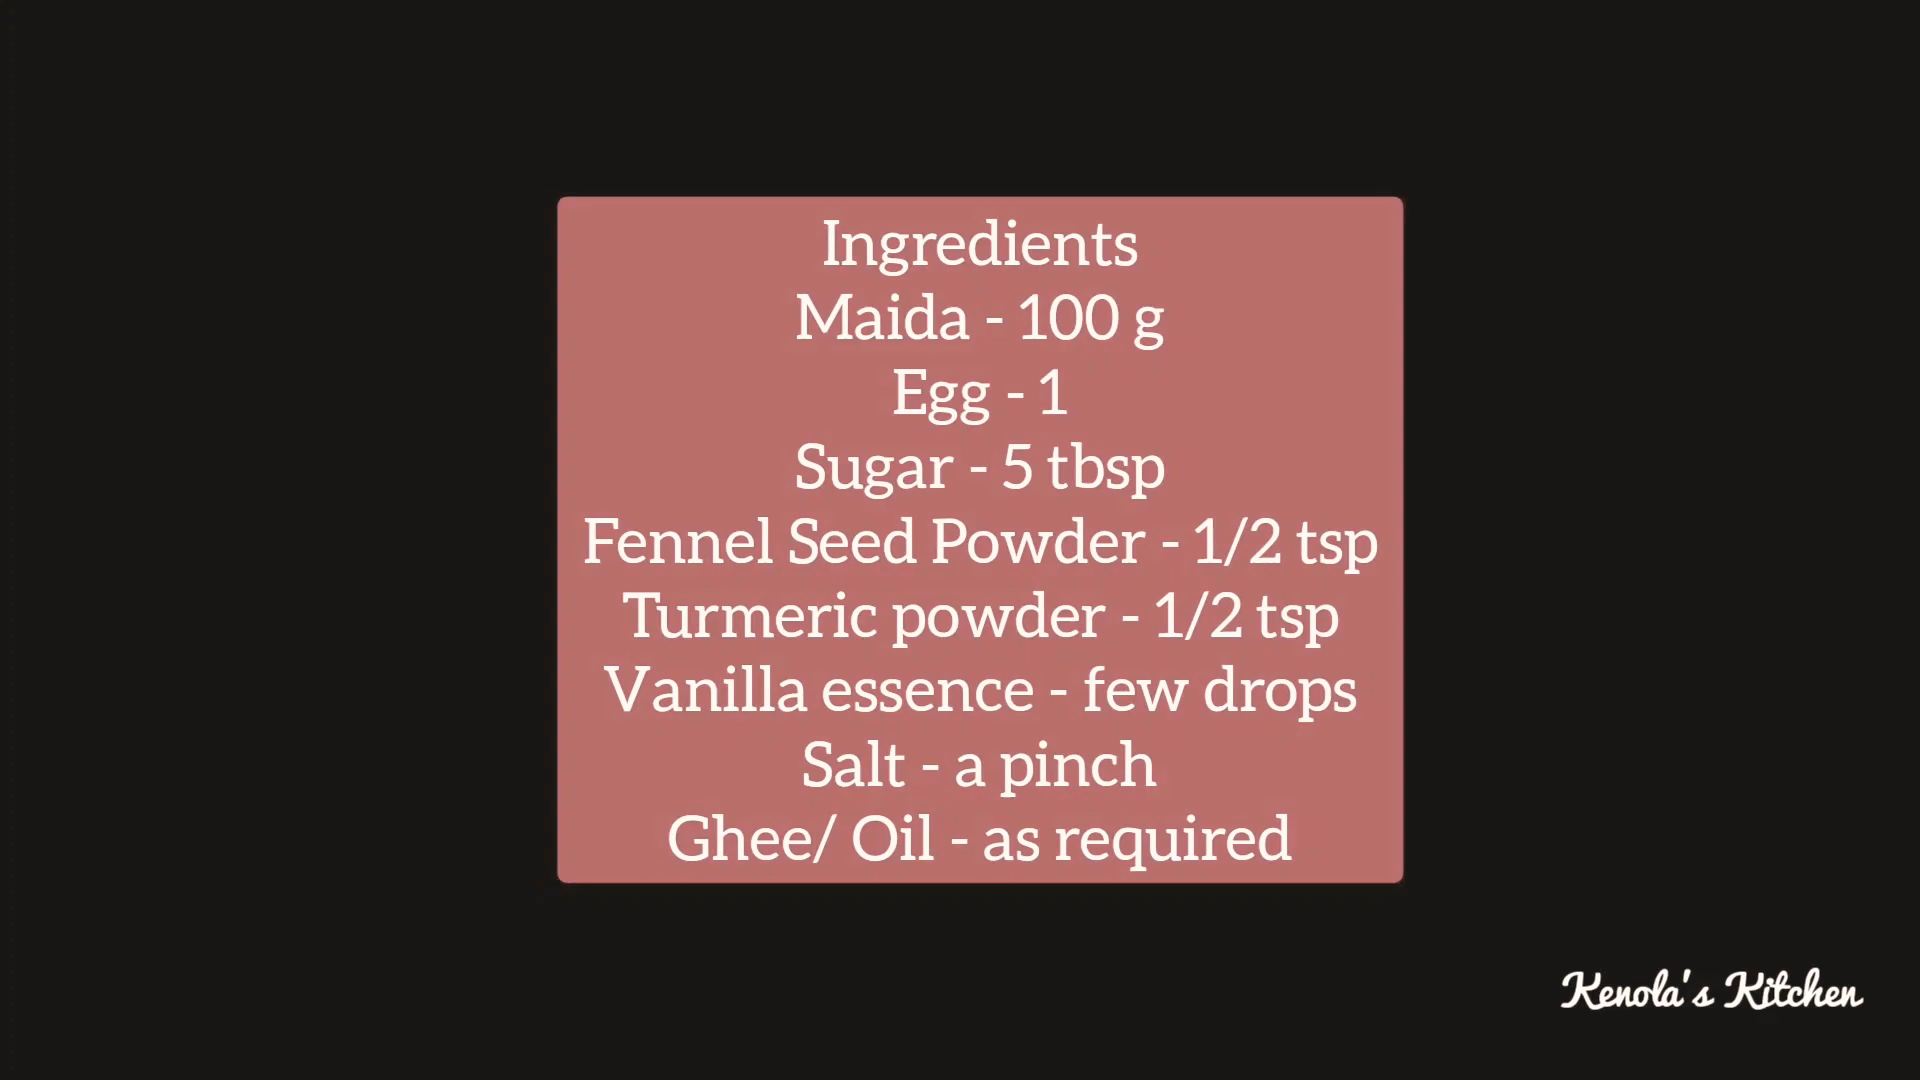 Ingredients
Maida - 100 g
Egg - 1
Sugar - 5 tbsp
Fennel Seed Powder - 1/2 tsp
Turmeric powder - 1/2 tsp
Vanilla essence - few drops
Salt - a pinch
Ghee/ Oil - as required
Kenola's Kitchen